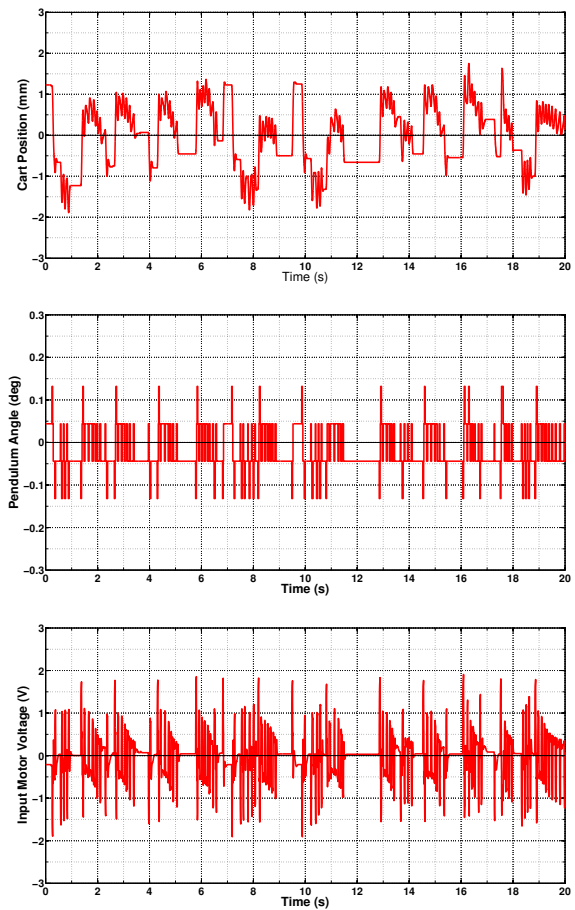 3
2
1
0
−1
−2
−3
Cart Position (mm)
0 2 4 6 8 10 12 14 16 18 20
Time (s)
0.3
0.2
0.1
0
−0.1
−0.2
−0.3
Pendulum Angle (deg)
0 2 4 6 8 10 12 14 16 18 20
Time (s)
3
2
1
0
−1
−2
−3
Input Motor Voltage (V)
0 2 4 6 8 10 12 14 16 18 20
Time (s)